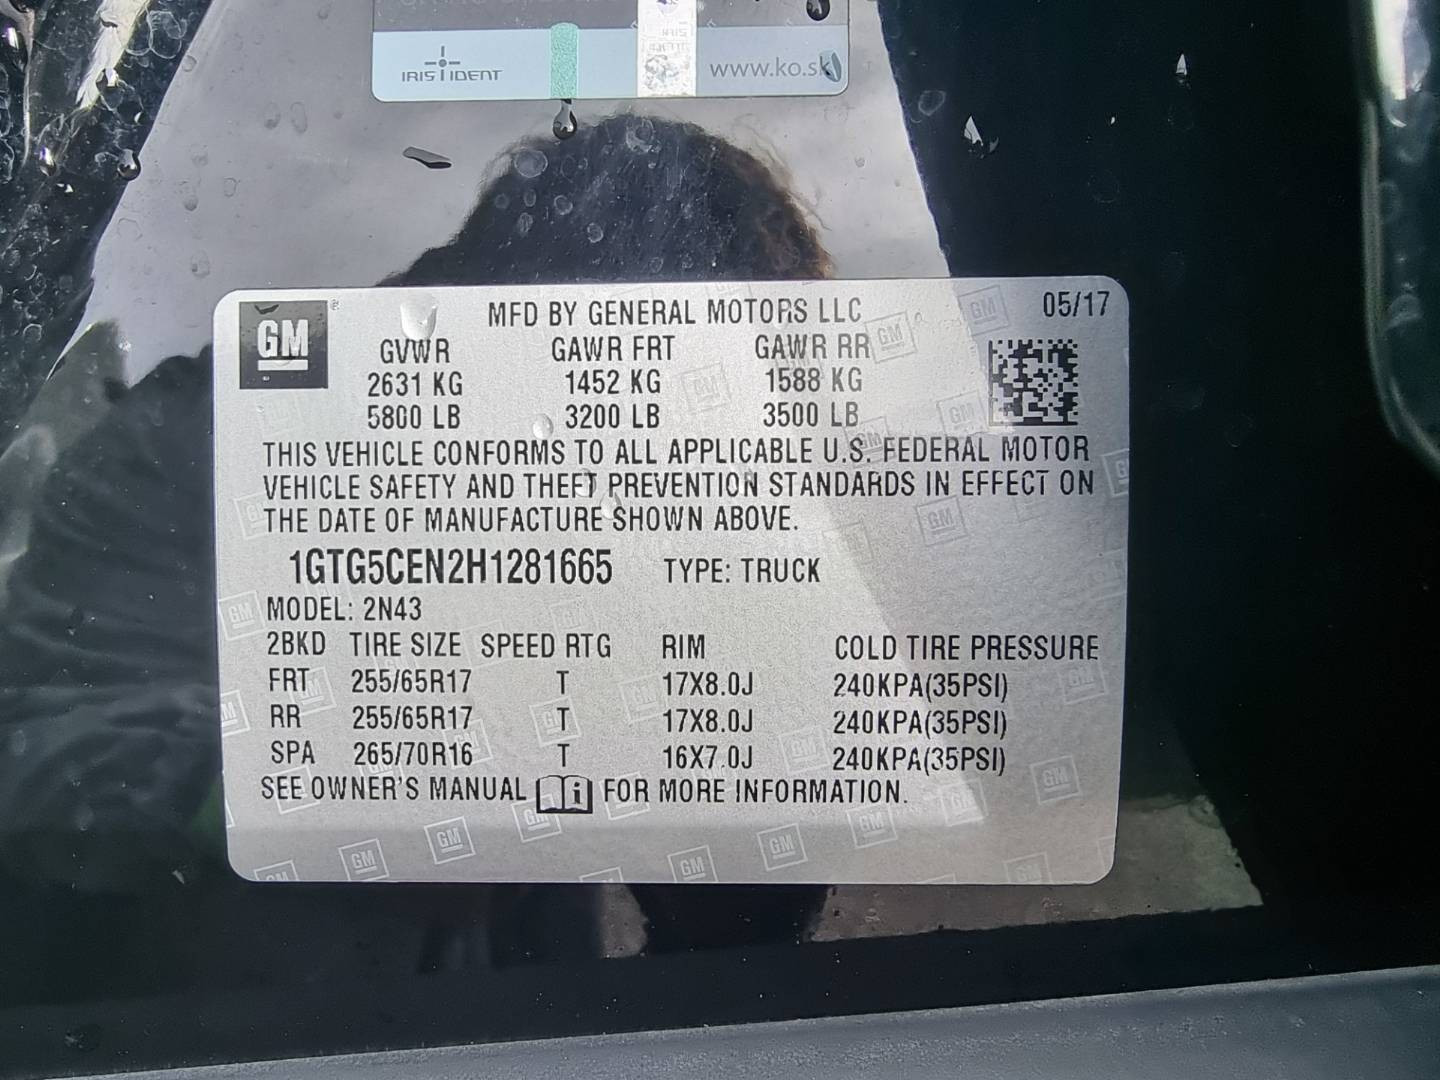 IRIS IDENT
www.ko.sk
GM
MFD BY GENERAL MOTORS LLC
05/17
GVWR GAWR FRT GAWR RR
2631 KG 1452 KG 1588 KG
5800 LB 3200 LB 3500 LB
THIS VEHICLE CONFORMS TO ALL APPLICABLE U.S. FEDERAL MOTOR
VEHICLE SAFETY AND THEFT PREVENTION STANDARDS IN EFFECT ON
THE DATE OF MANUFACTURE SHOWN ABOVE.
1GTG5CEN2H1281665 TYPE: TRUCK
MODEL: 2N43
2BKD TIRE SIZE SPEED RTG RIM COLD TIRE PRESSURE
FRT 255/65R17 T 17X8.0J 240KPA(35PSI)
RR 255/65R17 T 17X8.0J 240KPA(35PSI)
SPA 265/70R16 T 16X7.0J 240KPA(35PSI)
SEE OWNER'S MANUAL i FOR MORE INFORMATION.